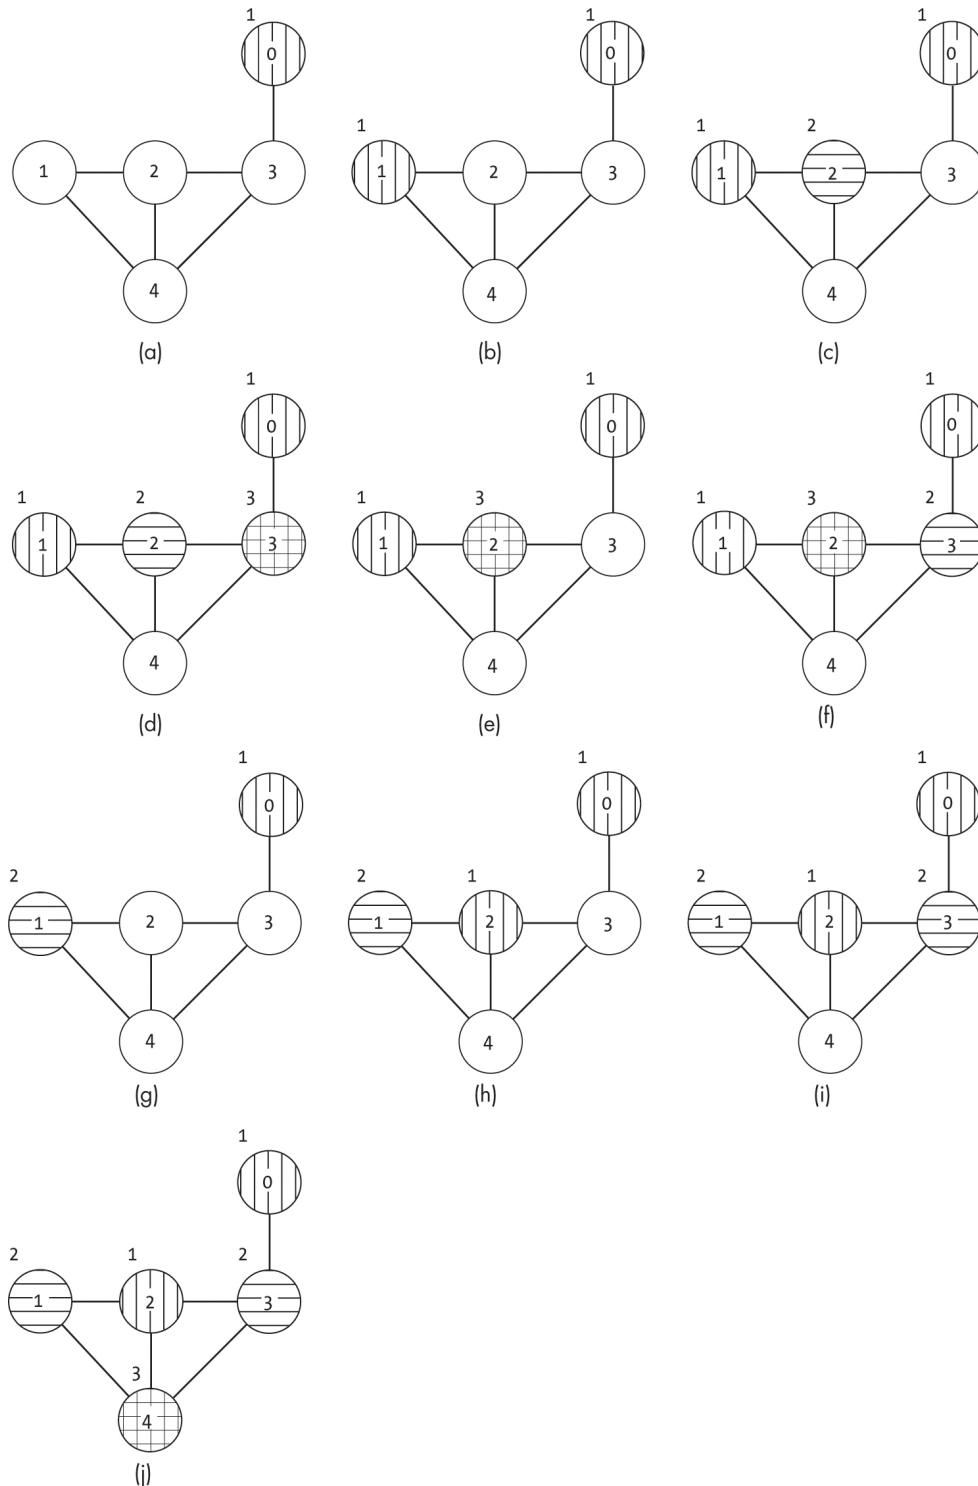 1 1 1
0 0 0
1 1 2
1 2 3 1 2 3 1 2 3
4 4 4
(a) (b) (c)
1 1 1
0 0 0
1 2 3 1 3 1 3 2
1 2 3 1 2 3 1 2 3
4 4 4
(d) (e) (f)
1 1 1
0 0 0
2 2 1 2 1 2
1 2 3 1 2 3 1 2 3
4 4 4
(g) (h) (i)
1
0
2 1 2
1 2 3
3
4
(j)